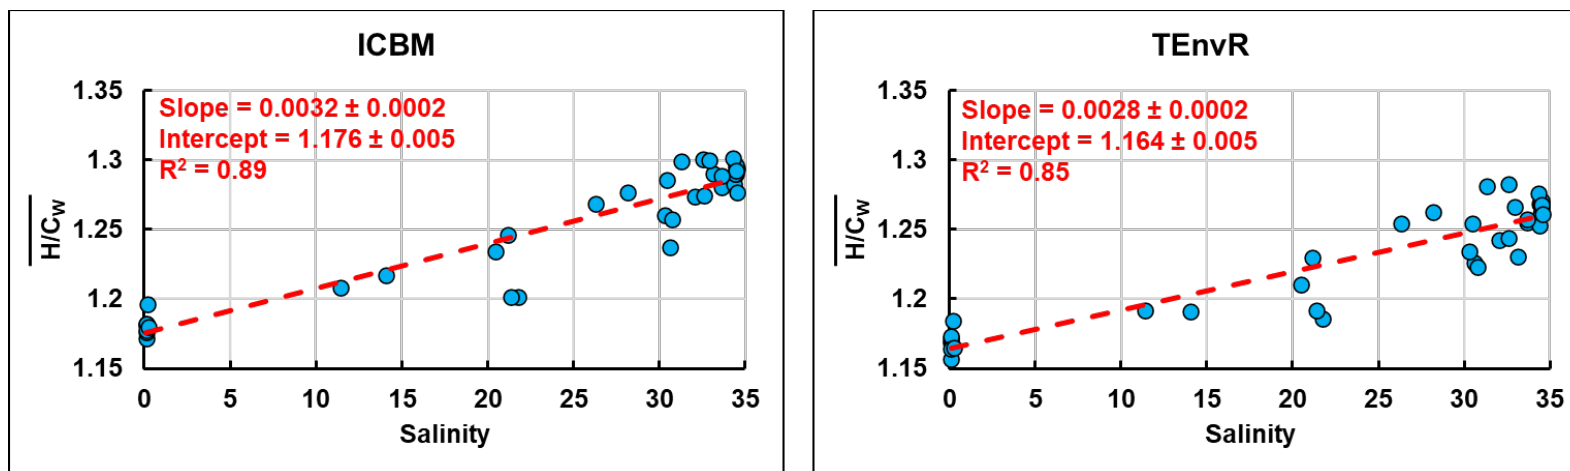 ICBM
1.35
1.3
1.25
1.2
1.15
H/Cw
Slope = 0.0032 ± 0.0002
Intercept = 1.176 ± 0.005
R² = 0.89
0 5 10 15 20 25 30 35
Salinity
TEnvR
1.35
1.3
1.25
1.2
1.15
H/Cw
Slope = 0.0028 ± 0.0002
Intercept = 1.164 ± 0.005
R² = 0.85
0 5 10 15 20 25 30 35
Salinity